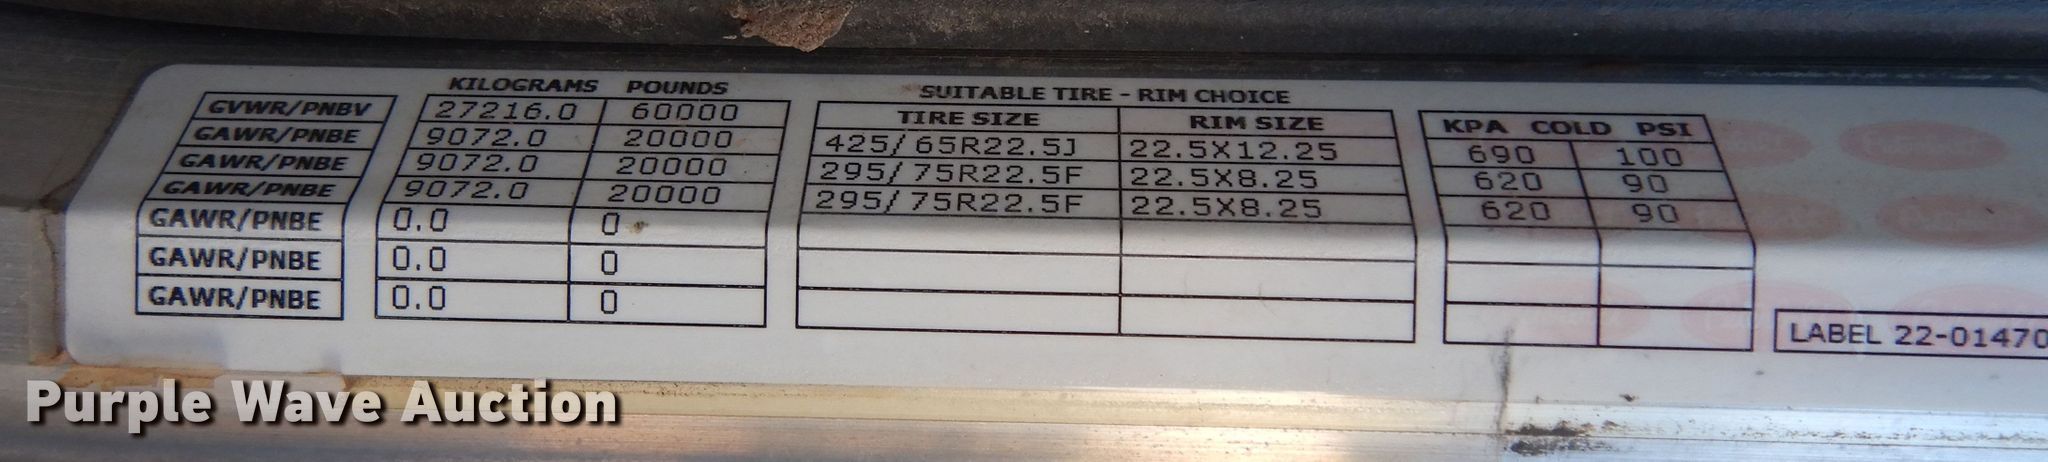 KILOGRAMS POUNDS SUITABLE TIRE - RIM CHOICE
GVWR/PNBV 27216.0 60000 TIRE SIZE RIM SIZE KPA COLD PSI
GAWR/PNBE 9072.0 20000 425/65R22.5J 22.5X12.25 690 100
GAWR/PNBE 9072.0 20000 295/75R22.5F 22.5X8.25 620 90
GAWR/PNBE 9072.0 20000 295/75R22.5F 22.5X8.25 620 90
GAWR/PNBE 0.0 0
GAWR/PNBE 0.0 0
GAWR/PNBE 0.0 0
LABEL 22-01470
Purple Wave Auction